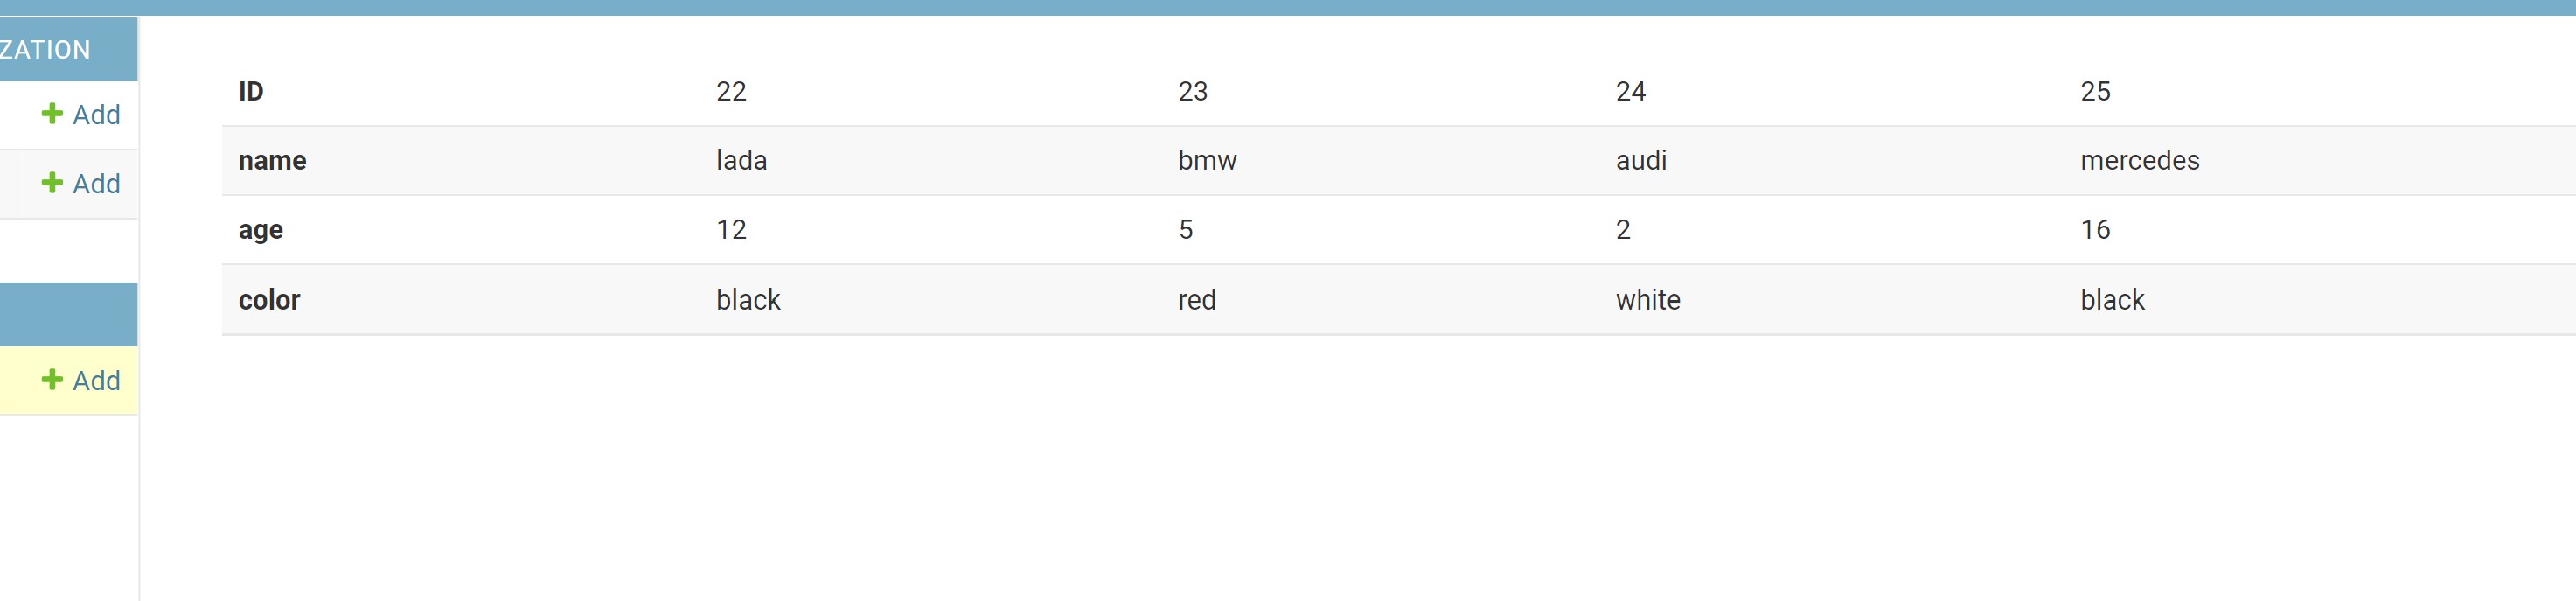 ZATION
+ Add
+ Add
+ Add
ID 22 23 24 25
name lada bmw audi mercedes
age 12 5 2 16
color black red white black